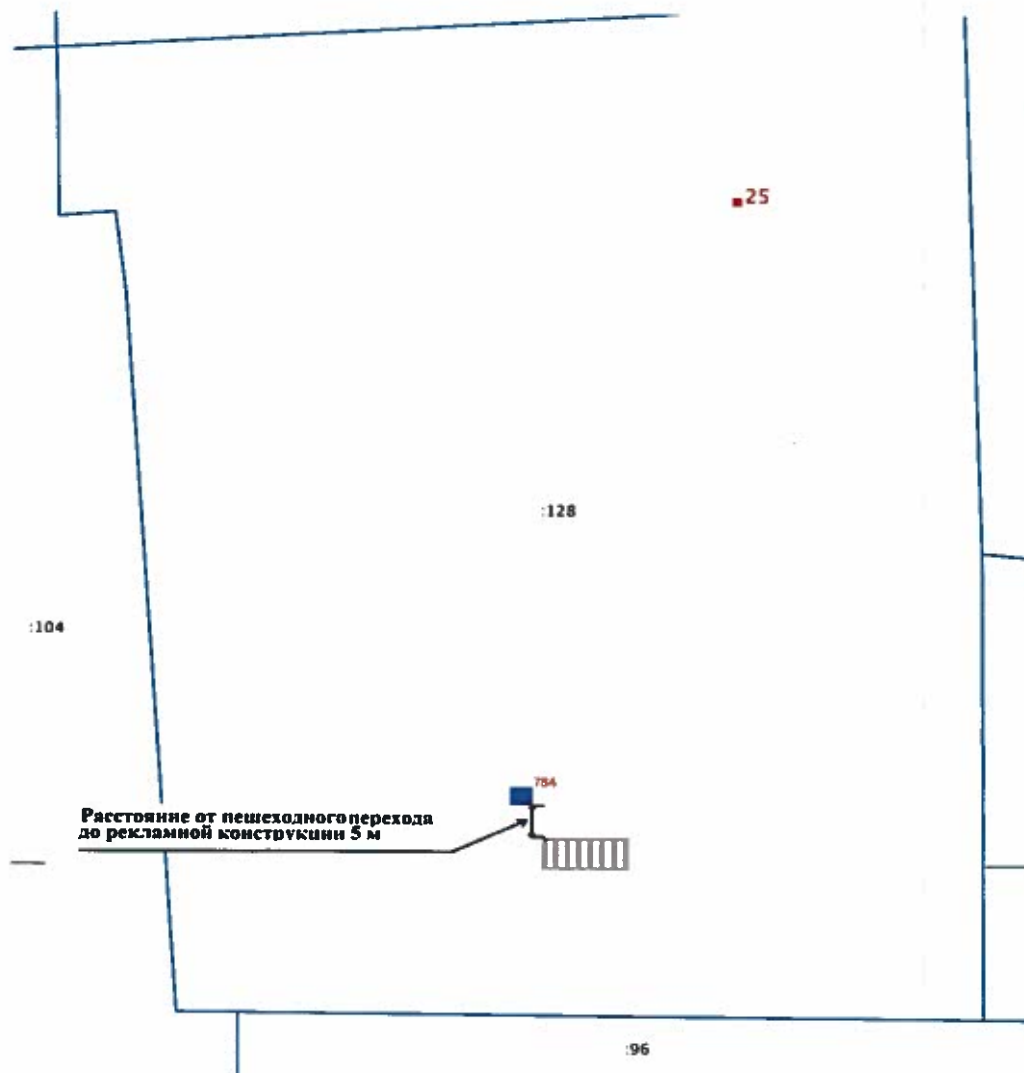 25
:128
:104
784
Расстояние от пешеходного перехода
до рекламной конструкции 5 м
:96